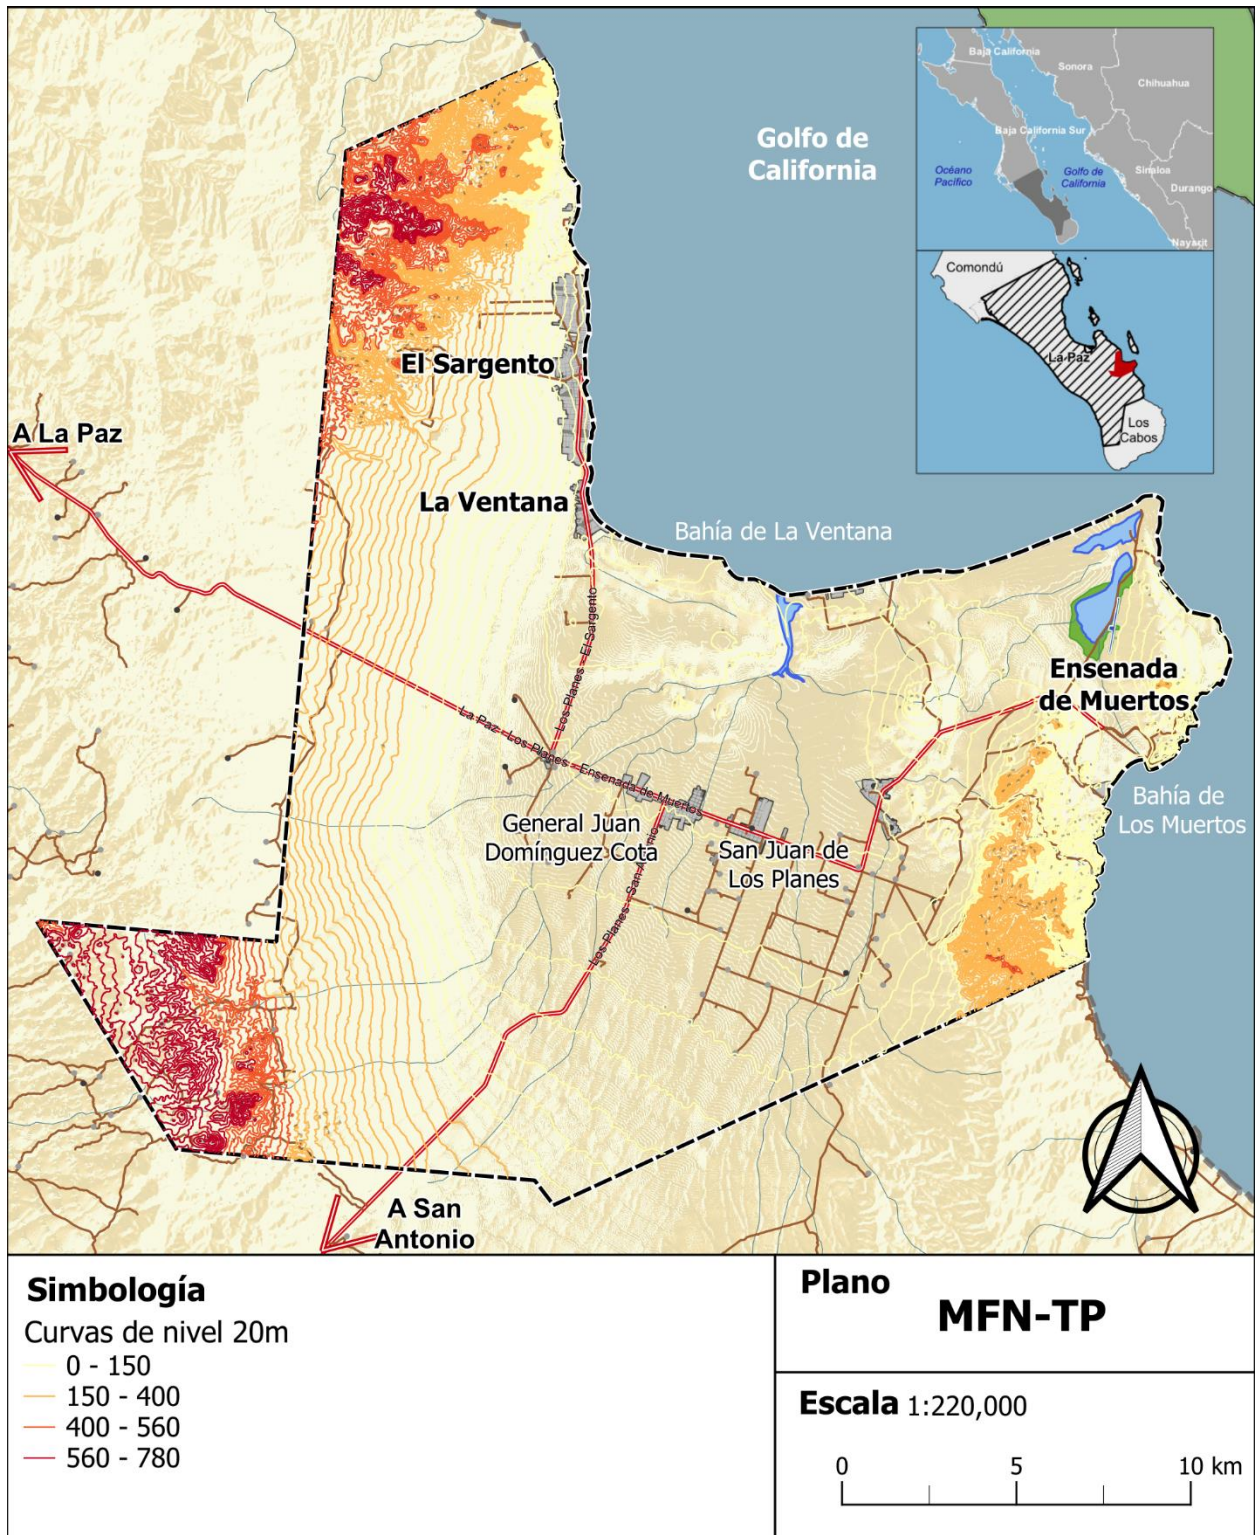 Golfo de
California
Baja California
Sonora
Chihuahua
Baja California Sur
Océano
Pacífico
Golfo de
California
Sinaloa
Durango
Nayarit
Comondú
La Paz
Los
Cabos
El Sargento
A La Paz
La Ventana
Bahía de La Ventana
Los Planes - El Sargento
Ensenada
de Muertos
La Paz - Los Planes - Ensenada de Muertos
Bahía de
Los Muertos
General Juan
Domínguez Cota
San Juan de
Los Planes
Los Planes - San Antonio
A San
Antonio
Simbología
Curvas de nivel 20m
0 - 150
150 - 400
400 - 560
560 - 780
Plano
MFN-TP
Escala 1:220,000
0 5 10 km